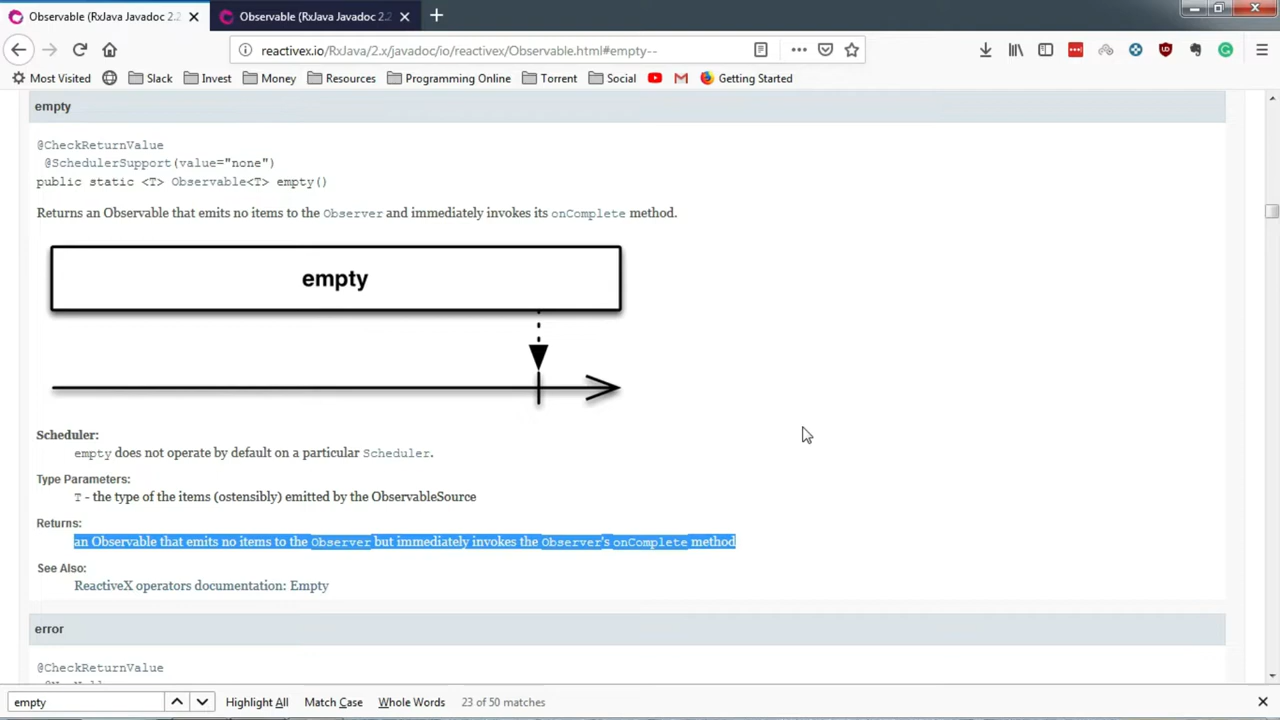 Observable (RxJava Javadoc 2.2
Observable (RxJava Javadoc 2.2
reactivex.io/RxJava/2.x/javadoc/io/reactivex/Observable.html#empty--
Most Visited Slack Invest Money Resources Programming Online Torrent Social Getting Started
empty
@CheckReturnValue
@SchedulerSupport(value="none")
public static <T> Observable<T> empty()
Returns an Observable that emits no items to the Observer and immediately invokes its onComplete method.
empty
Scheduler:
empty does not operate by default on a particular Scheduler.
Type Parameters:
T - the type of the items (ostensibly) emitted by the ObservableSource
Returns:
an Observable that emits no items to the Observer but immediately invokes the Observer's onComplete method
See Also:
ReactiveX operators documentation: Empty
error
@CheckReturnValue
empty Highlight All Match Case Whole Words 23 of 50 matches